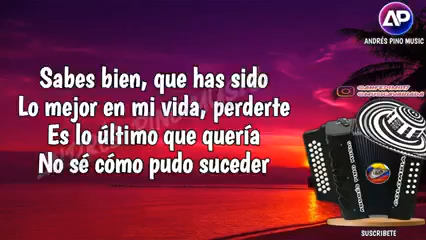 AP
ANDRÉS PINO MUSIC
Sabes bien, que has sido
Lo mejor en mi vida, perderte
Es lo último que quería
No sé cómo pudo suceder
SUSCRIBETE